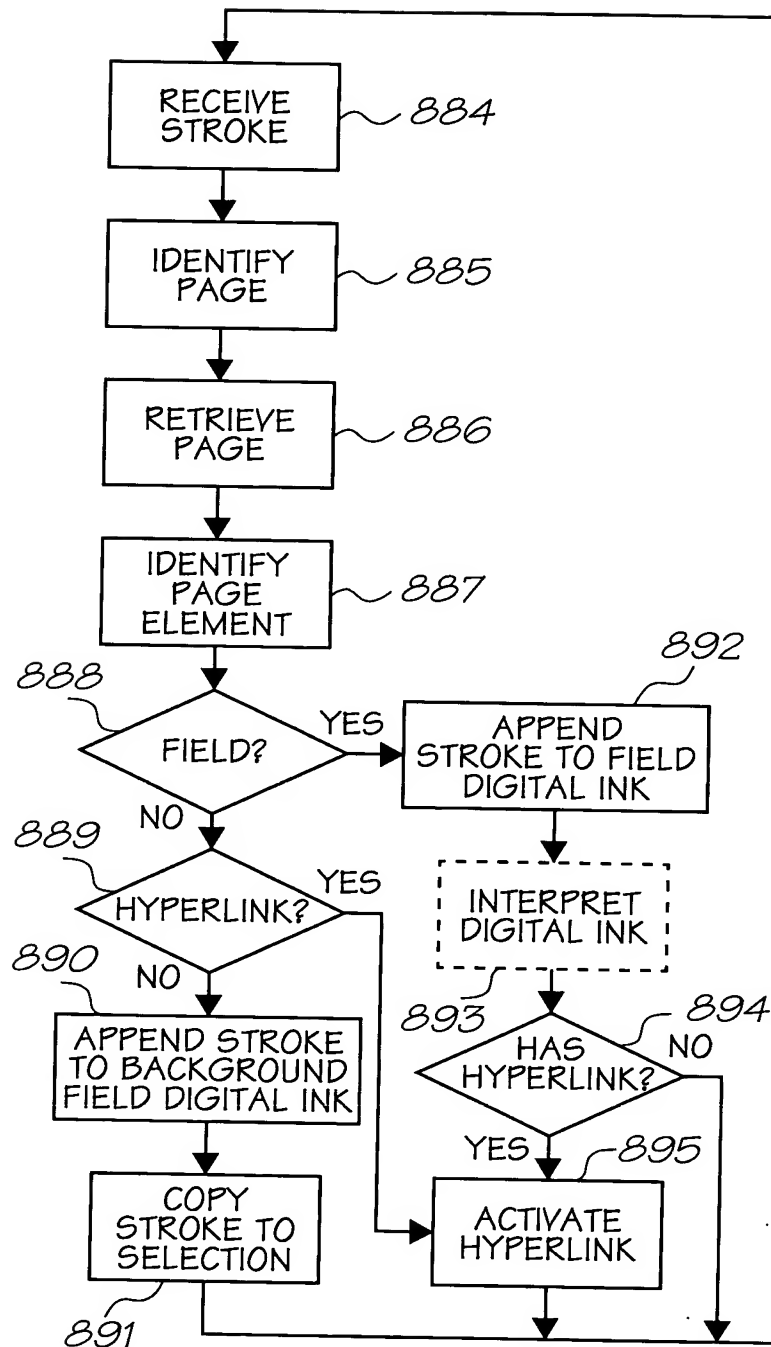 RECEIVE
STROKE
884
IDENTIFY
PAGE
885
RETRIEVE
PAGE
886
IDENTIFY
PAGE
ELEMENT
887
888
FIELD?
YES
NO
892
APPEND
STROKE TO FIELD
DIGITAL INK
889
HYPERLINK?
YES
NO
INTERPRET
DIGITAL INK
893
890
APPEND STROKE
TO BACKGROUND
FIELD DIGITAL INK
894
HAS
HYPERLINK?
NO
YES
895
COPY
STROKE TO
SELECTION
891
ACTIVATE
HYPERLINK